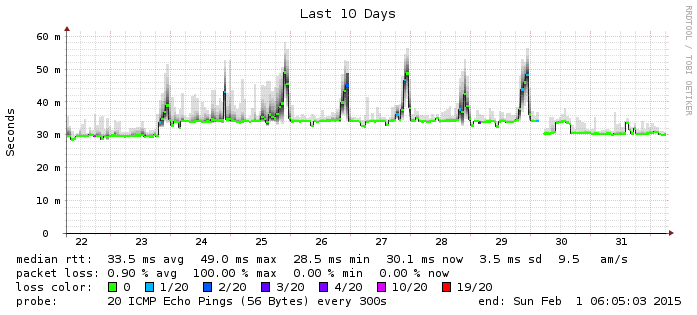 Last 10 Days
RRDTOOL / TOBI OETIKER
Seconds
60 m
50 m
40 m
30 m
20 m
10 m
0
22 23 24 25 26 27 28 29 30 31
median rtt: 33.5 ms avg 49.0 ms max 28.5 ms min 30.1 ms now 3.5 ms sd 9.5 am/s
packet loss: 0.90 % avg 100.00 % max 0.00 % min 0.00 % now
loss color: 0 1/20 2/20 3/20 4/20 10/20 19/20
probe: 20 ICMP Echo Pings (56 Bytes) every 300s end: Sun Feb 1 06:05:03 2015